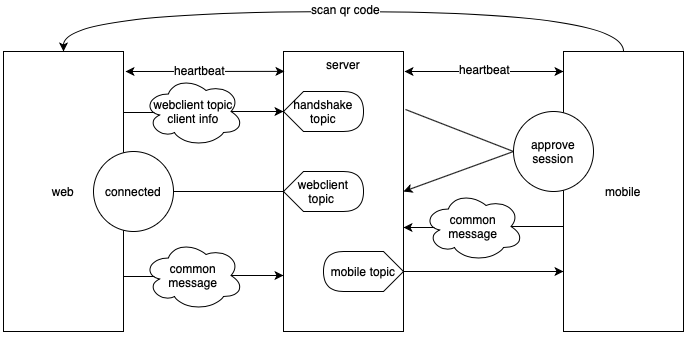 scan qr code
heartbeat
server
heartbeat
webclient topic
client info
handshake
topic
approve
session
web
connected
webclient
topic
mobile
common
message
common
message
mobile topic